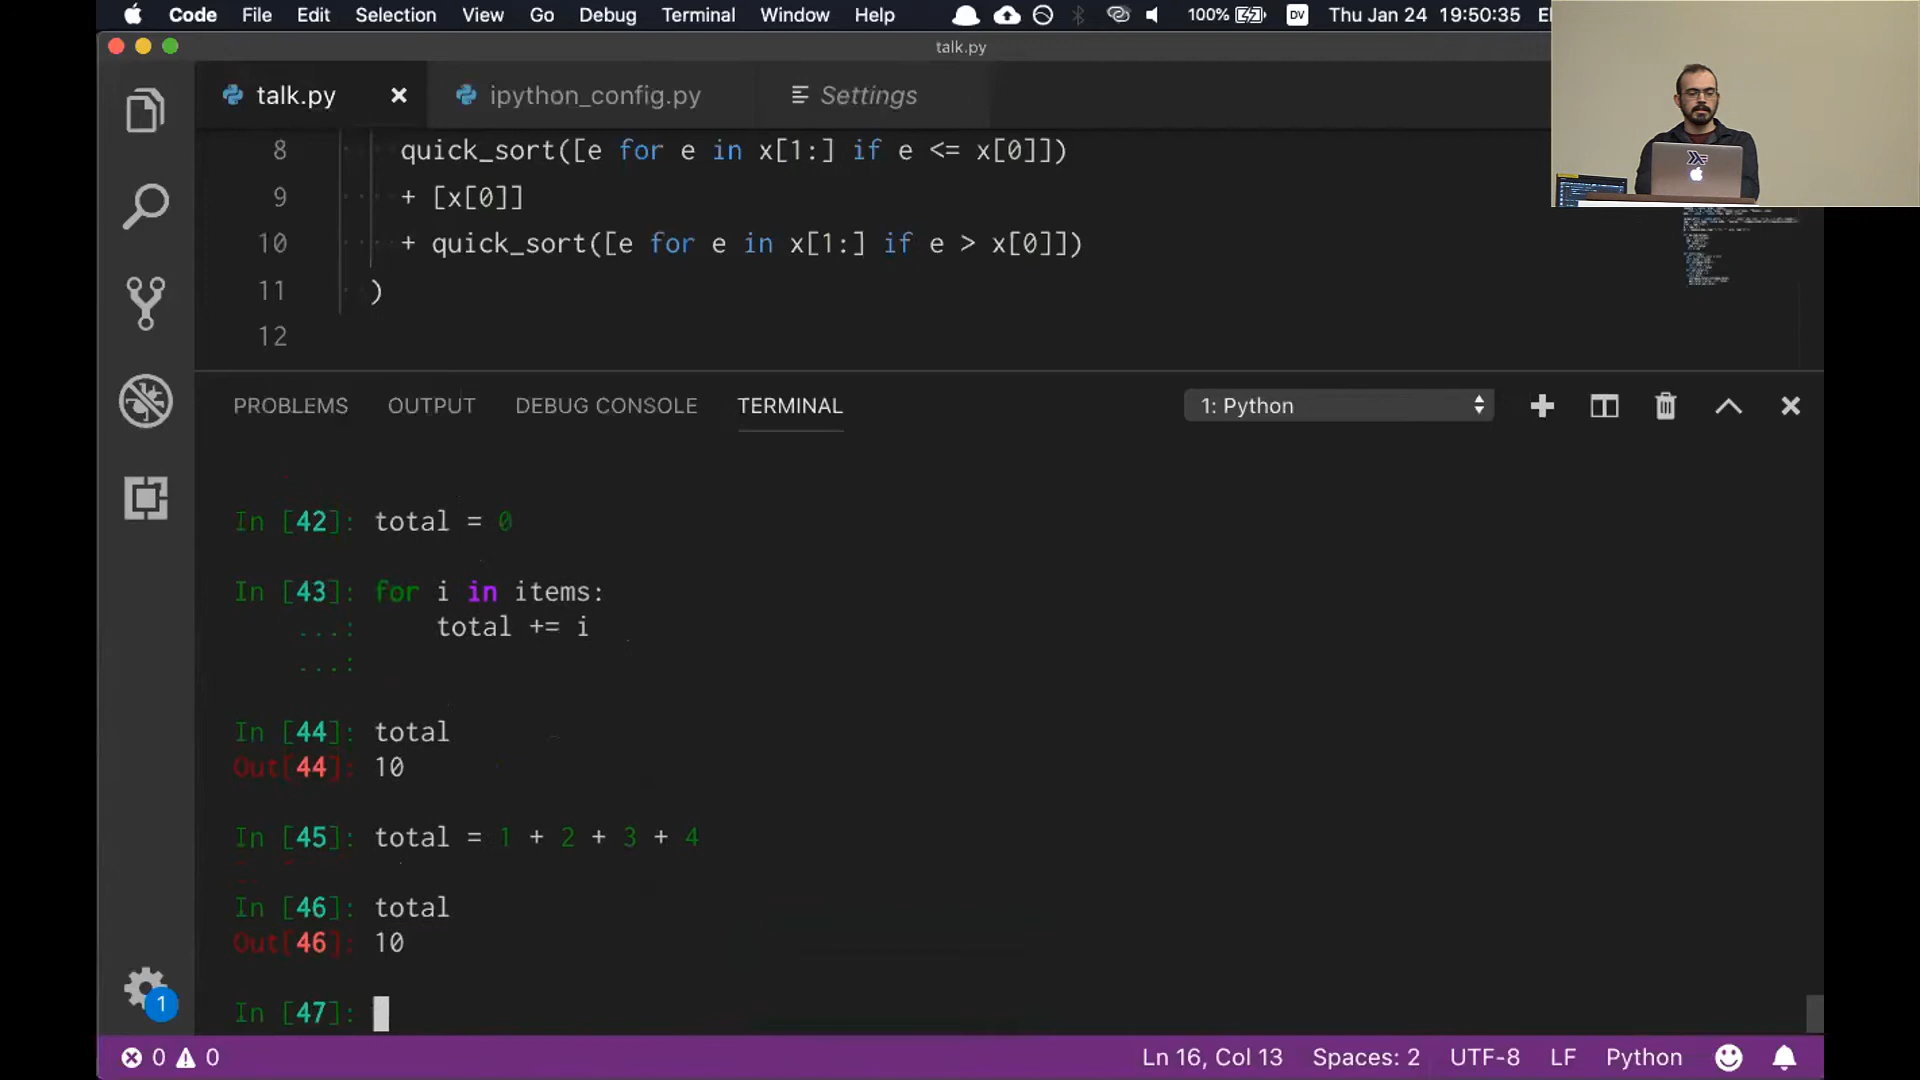 Code File Edit Selection View Go Debug Terminal Window Help 100% DV Thu Jan 24 19:50:35
talk.py
talk.py ipython_config.py Settings
8 quick_sort([e for e in x[1:] if e <= x[0]])
9 + [x[0]]
10 + quick_sort([e for e in x[1:] if e > x[0]])
11 )
12
PROBLEMS OUTPUT DEBUG CONSOLE TERMINAL 1: Python
In [42]: total = 0
In [43]: for i in items:
...: total += i
...:
In [44]: total
Out[44]: 10
In [45]: total = 1 + 2 + 3 + 4
In [46]: total
Out[46]: 10
In [47]:
1
0 0 Ln 16, Col 13 Spaces: 2 UTF-8 LF Python